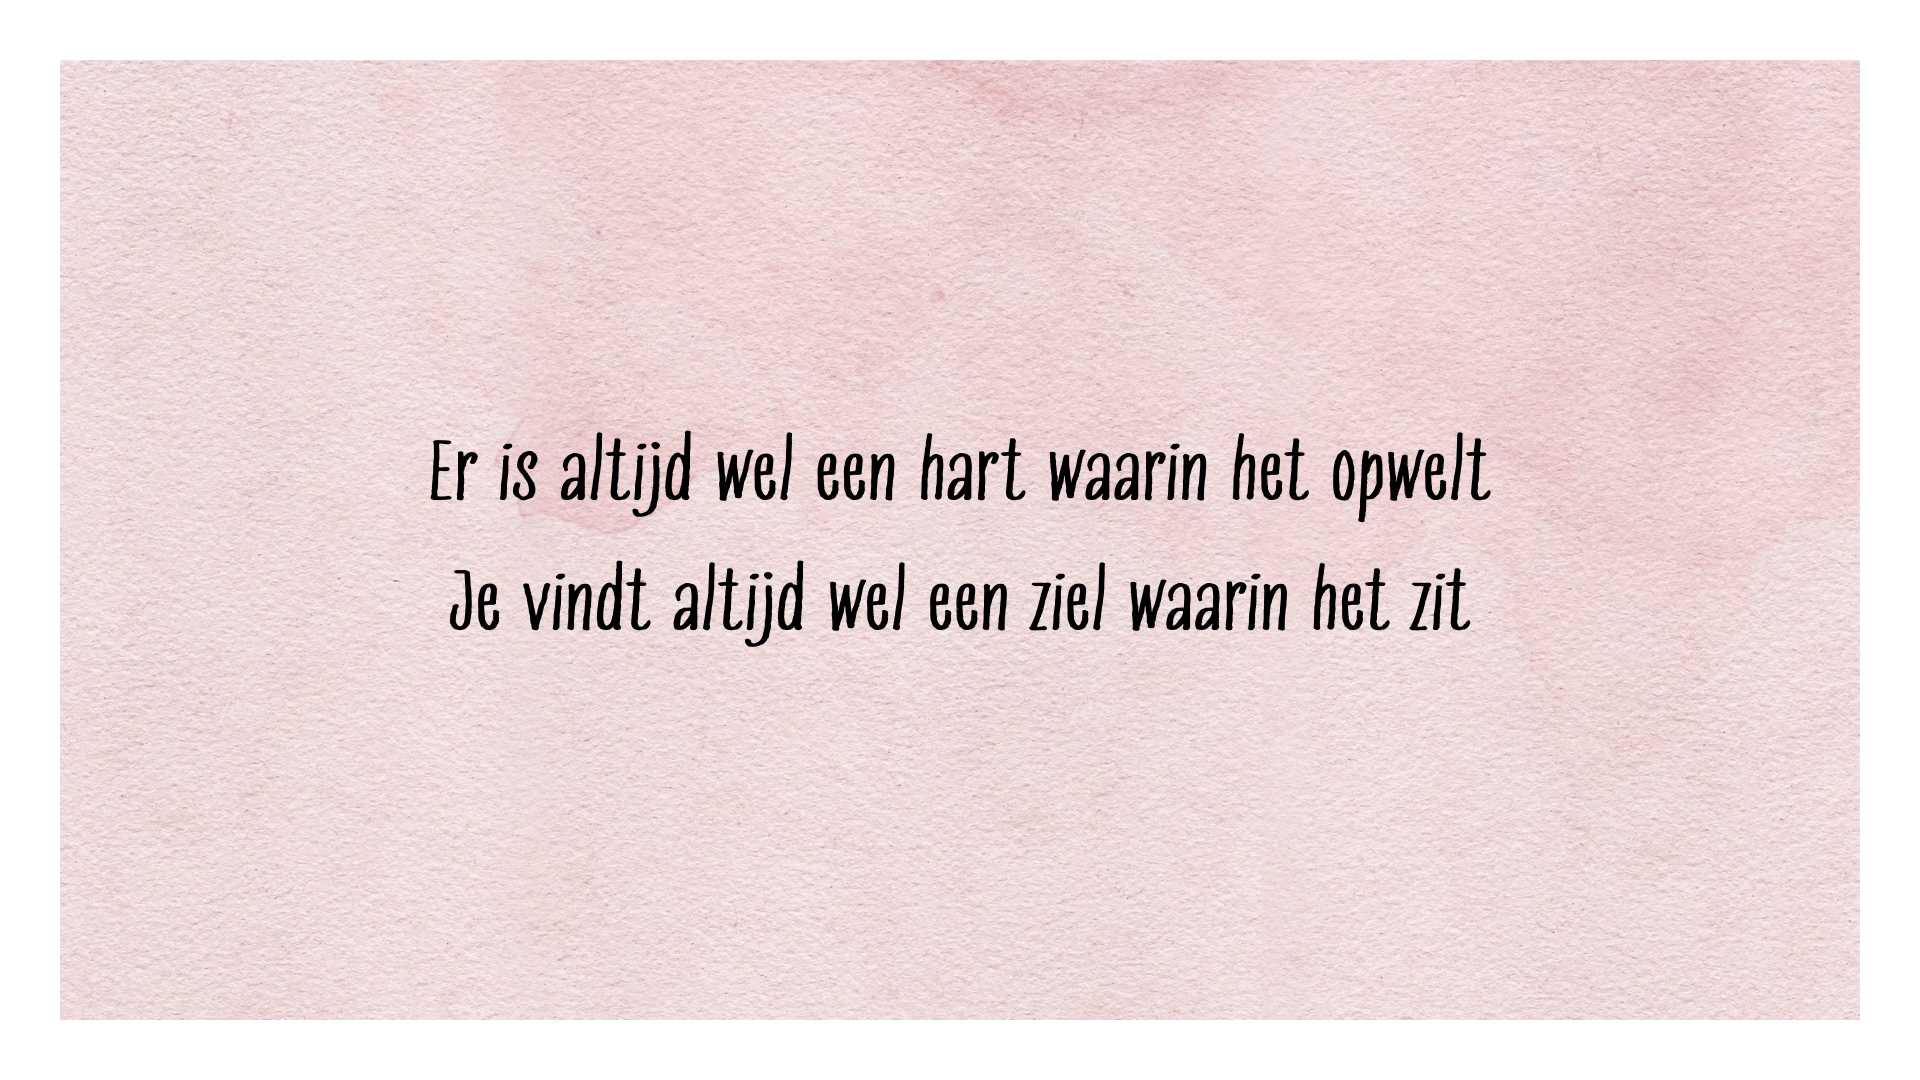 Er is altijd wel een hart waarin het opwelt
Je vindt altijd wel een ziel waarin het zit